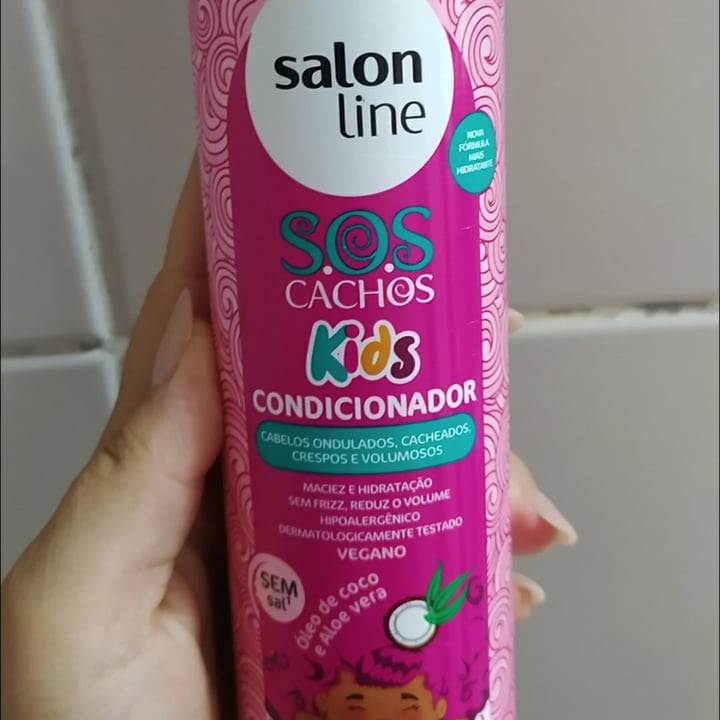 salon
line
NOVA
FÓRMULA
MAIS
HIDRATANTE
S.O.S
CACHOS
Kids
CONDICIONADOR
CABELOS ONDULADOS, CACHEADOS,
CRESPOS E VOLUMOSOS
MACIEZ E HIDRATAÇÃO
SEM FRIZZ, REDUZ O VOLUME
HIPOALERGÊNICO
DERMATOLOGICAMENTE TESTADO
VEGANO
SEM
sal
Óleo de coco
e Aloe vera